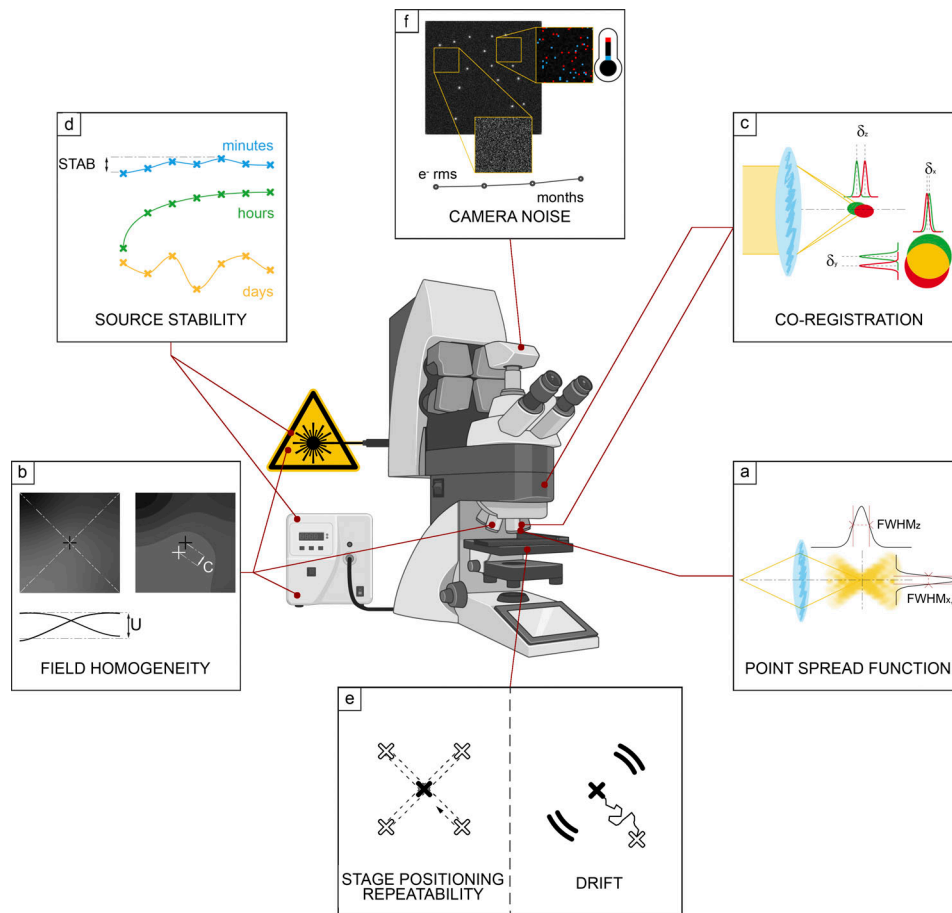 f
e- rms
months
CAMERA NOISE
d
STAB
minutes
hours
days
SOURCE STABILITY
c
δz
δx
δy
CO-REGISTRATION
b
C
U
FIELD HOMOGENEITY
a
FWHMz
FWHMx,
POINT SPREAD FUNCTION
e
STAGE POSITIONING
REPEATABILITY
DRIFT